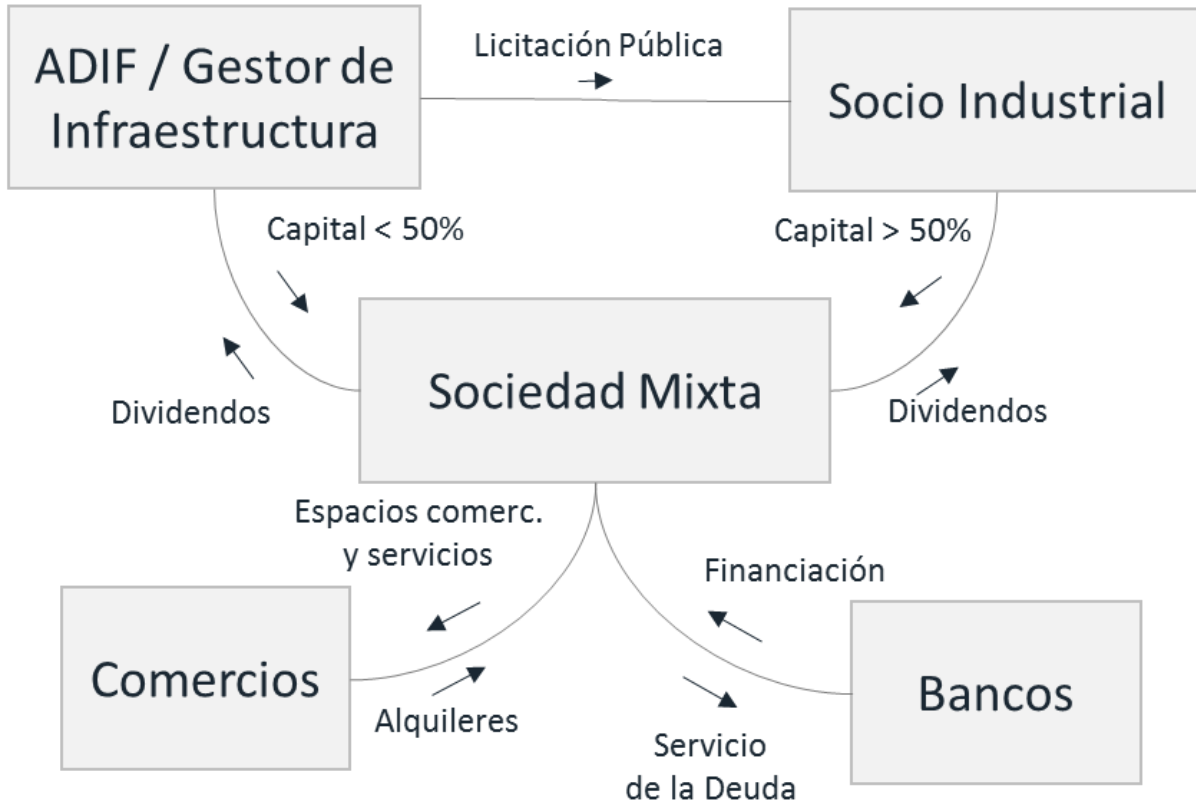 ADIF / Gestor de
Infraestructura
Licitación Pública
Socio Industrial
Capital < 50%
Capital > 50%
Sociedad Mixta
Dividendos
Dividendos
Espacios comerc.
y servicios
Financiación
Comercios
Alquileres
Bancos
Servicio
de la Deuda